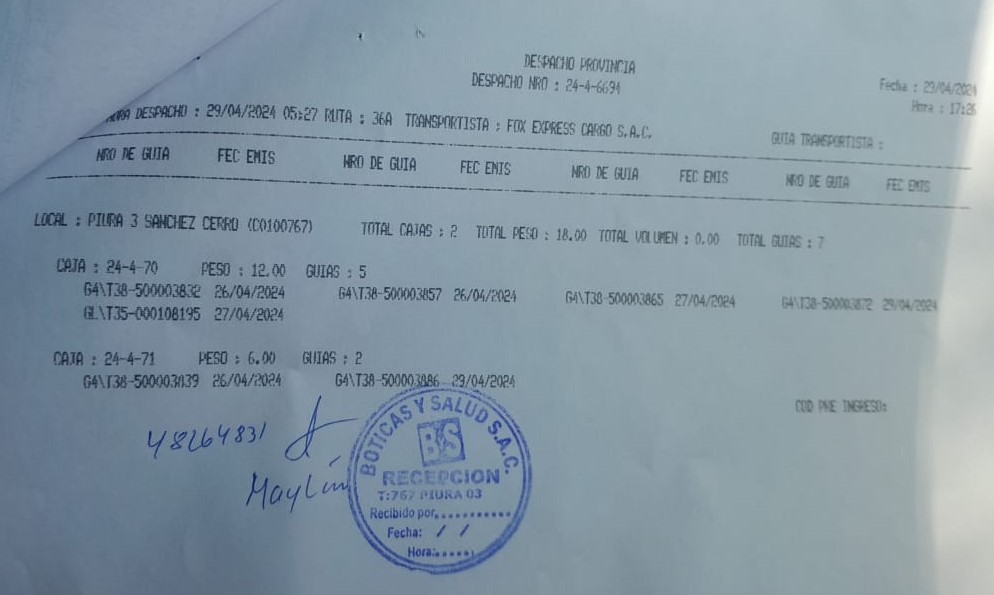 DESPACHO PROVINCIA
DESPACHO NRO : 24-4-6694
Fecha : 29/04/2024
Hora : 17:26
HORA DESPACHO : 29/04/2024 05:27 RUTA : 36A TRANSPORTISTA : FOX EXPRESS CARGO S.A.C.
GUIA TRANSPORTISTA :
NRO DE GUIA FEC EMIS NRO DE GUIA FEC EMIS NRO DE GUIA FEC EMIS NRO DE GUIA FEC EMIS
LOCAL : PIURA 3 SANCHEZ CERRO (C0100767) TOTAL CAJAS : 2 TOTAL PESO : 18.00 TOTAL VOLUMEN : 0.00 TOTAL GUIAS : 7
CAJA : 24-4-70 PESO : 12.00 GUIAS : 5
G4\T38-500003832 26/04/2024 G4\T38-500003857 26/04/2024 G4\T38-500003865 27/04/2024 G4\T38-500003872 29/04/2024
GL\T35-000108195 27/04/2024
CAJA : 24-4-71 PESO : 6.00 GUIAS : 2
G4\T38-500003839 26/04/2024 G4\T38-500003886 29/04/2024
COD PRE INGRESO:
48264831
Maylin
BOTICAS Y SALUD S.A.C.
BS
RECEPCION
T:767 PIURA 03
Recibido por............
Fecha: / /
Hora:......